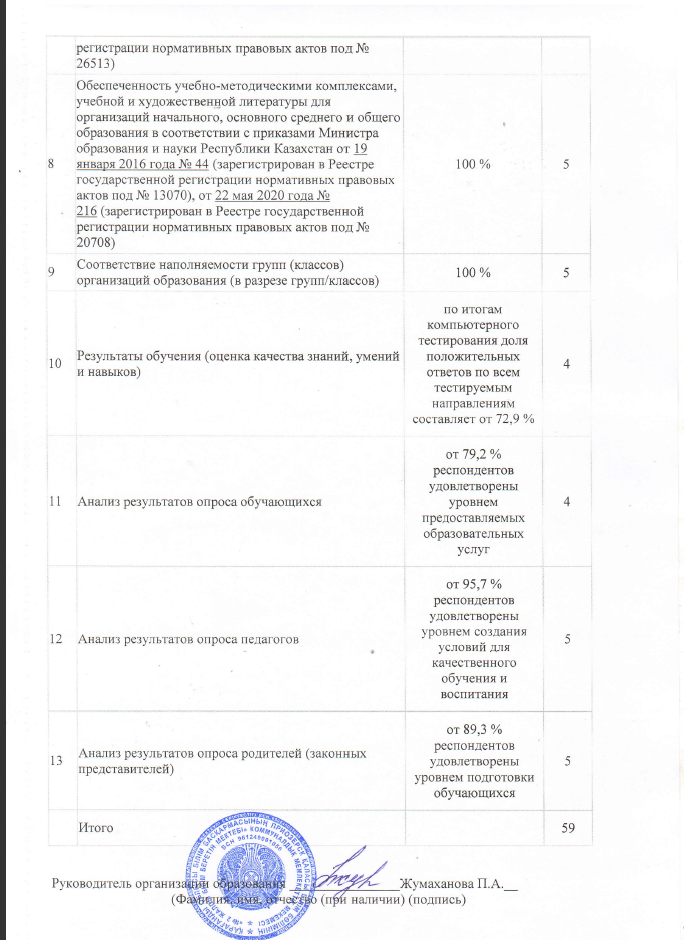 регистрации нормативных правовых актов под №
26513)
8
Обеспеченность учебно-методическими комплексами,
учебной и художественной литературы для
организаций начального, основного среднего и общего
образования в соответствии с приказами Министра
образования и науки Республики Казахстан от 19
января 2016 года № 44 (зарегистрирован в Реестре
государственной регистрации нормативных правовых
актов под № 13070), от 22 мая 2020 года №
216 (зарегистрирован в Реестре государственной
регистрации нормативных правовых актов под №
20708)
100 %
5
9
Соответствие наполняемости групп (классов)
организаций образования (в разрезе групп/классов)
100 %
5
10
Результаты обучения (оценка качества знаний, умений
и навыков)
по итогам
компьютерного
тестирования доля
положительных
ответов по всем
тестируемым
направлениям
составляет от 72,9 %
4
11
Анализ результатов опроса обучающихся
от 79,2 %
респондентов
удовлетворены
уровнем
предоставляемых
образовательных
услуг
4
12
Анализ результатов опроса педагогов
от 95,7 %
респондентов
удовлетворены
уровнем создания
условий для
качественного
обучения и
воспитания
5
13
Анализ результатов опроса родителей (законных
представителей)
от 89,3 %
респондентов
удовлетворены
уровнем подготовки
обучающихся
5
Итого
59
Руководитель организации образования ________________Жумаханова П.А.__
(Фамилия, имя, отчество (при наличии) (подпись)